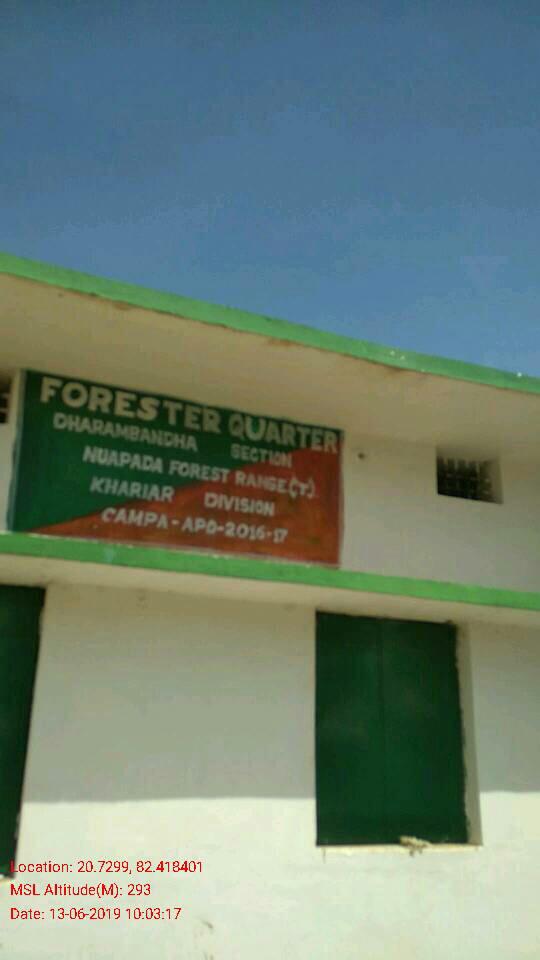 FORESTER QUARTER
DHARAMBANDHA SECTION
NUAPADA FOREST RANGE(T)
KHARIAR DIVISION
CAMPA-APO-2016-17
Location: 20.7299, 82.418401
MSL Altitude(M): 293
Date: 13-06-2019 10:03:17